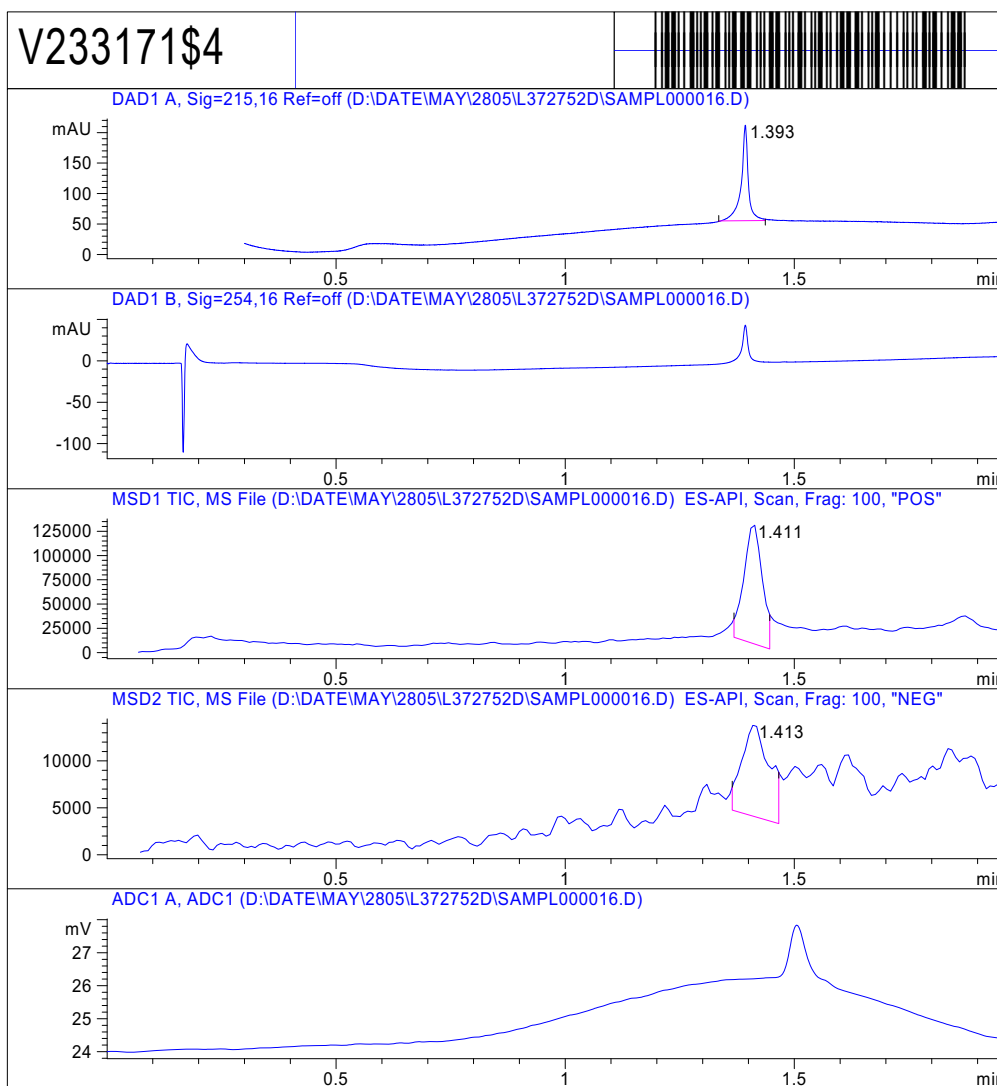 V233171$4
DAD1 A, Sig=215,16 Ref=off (D:\DATE\MAY\2805\L372752D\SAMPL000016.D)
mAU
1.393
150
100
50
0
0.5 1 1.5 min
DAD1 B, Sig=254,16 Ref=off (D:\DATE\MAY\2805\L372752D\SAMPL000016.D)
mAU
0
-50
-100
0.5 1 1.5 min
MSD1 TIC, MS File (D:\DATE\MAY\2805\L372752D\SAMPL000016.D) ES-API, Scan, Frag: 100, "POS"
1.411
125000
100000
75000
50000
25000
0
0.5 1 1.5 min
MSD2 TIC, MS File (D:\DATE\MAY\2805\L372752D\SAMPL000016.D) ES-API, Scan, Frag: 100, "NEG"
1.413
10000
5000
0
0.5 1 1.5 min
ADC1 A, ADC1 (D:\DATE\MAY\2805\L372752D\SAMPL000016.D)
mV
27
26
25
24
0.5 1 1.5 min